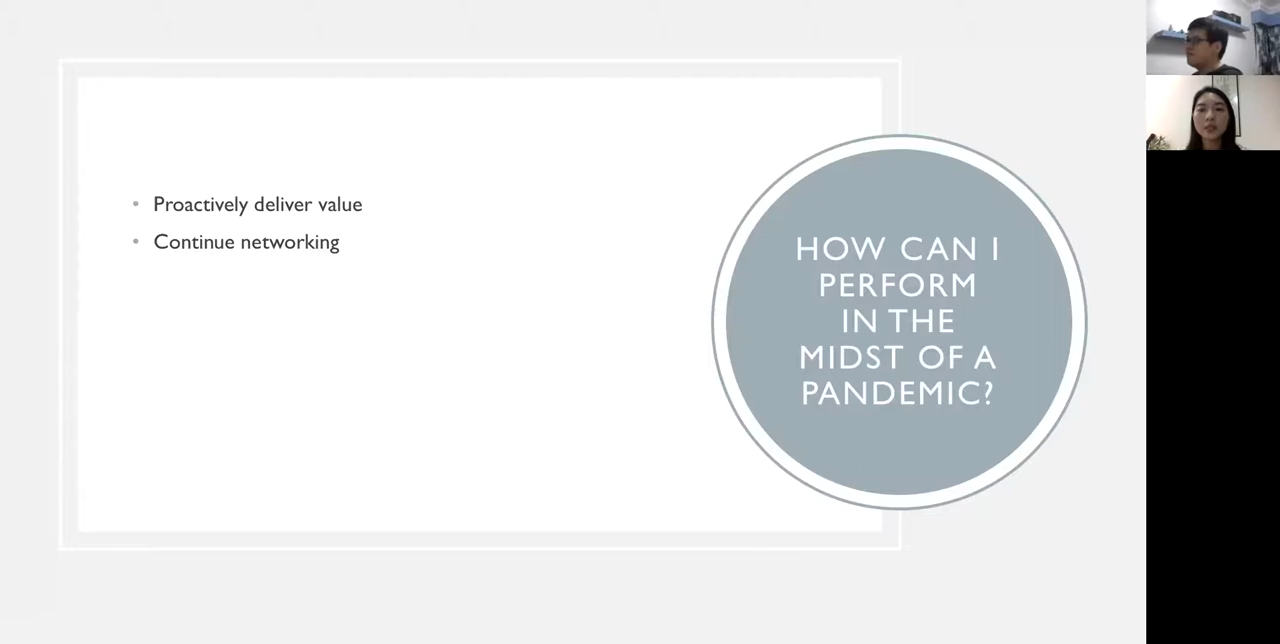 Proactively deliver value
Continue networking
HOW CAN I
PERFORM
IN THE
MIDST OF A
PANDEMIC?